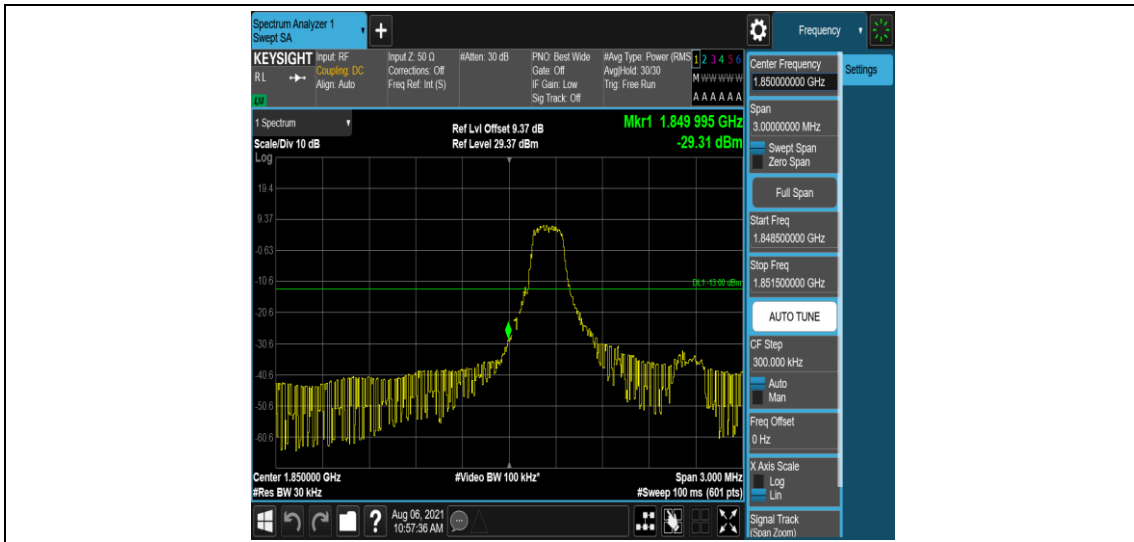 Spectrum Analyzer 1
Swept SA
Frequency
KEYSIGHT
RL
Input: RF
Coupling: DC
Align: Auto
Input Z: 50 Ω
Corrections: Off
Freq Ref: Int (S)
#Atten: 30 dB
PNO: Best Wide
Gate: Off
IF Gain: Low
Sig Track: Off
#Avg Type: Power (RMS
Avg|Hold: 30/30
Trig: Free Run
1 2 3 4 5 6
M W W W W W
A A A A A A
Center Frequency
1.850000000 GHz
Settings
1 Spectrum
Scale/Div 10 dB
Log
Ref Lvl Offset 9.37 dB
Ref Level 29.37 dBm
Mkr1 1.849 995 GHz
-29.31 dBm
19.4
9.37
-0.63
-10.6
-20.6
-30.6
-40.6
-50.6
-60.6
DL1 -13.00 dBm
1
Center 1.850000 GHz
#Res BW 30 kHz
#Video BW 100 kHz*
Span 3.000 MHz
#Sweep 100 ms (601 pts)
Span
3.00000000 MHz
Swept Span
Zero Span
Full Span
Start Freq
1.848500000 GHz
Stop Freq
1.851500000 GHz
AUTO TUNE
CF Step
300.000 kHz
Auto
Man
Freq Offset
0 Hz
X Axis Scale
Log
Lin
Signal Track
(Span Zoom)
?
Aug 06, 2021
10:57:36 AM